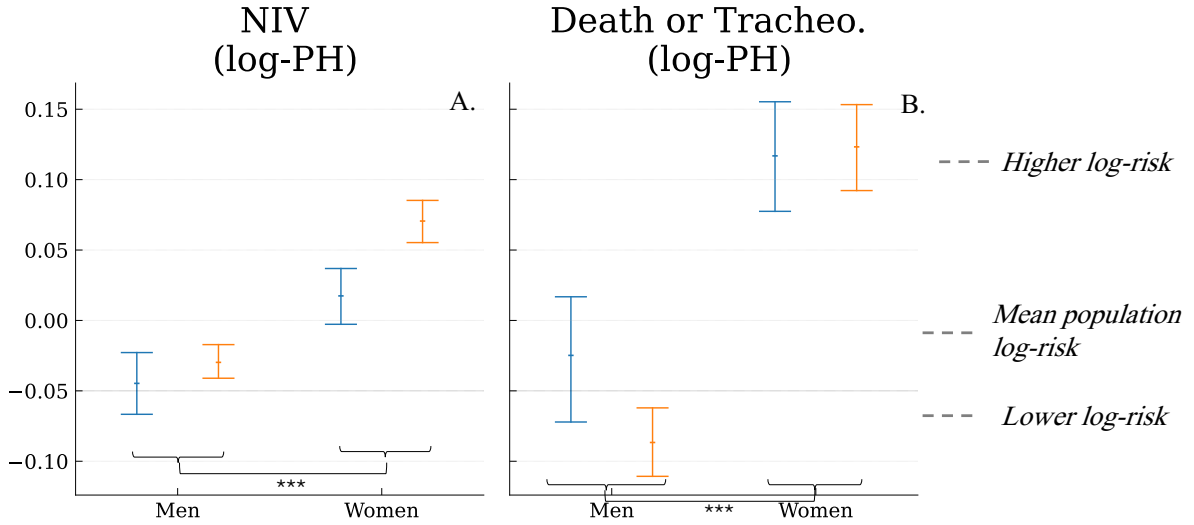 NIV
(log-PH)
Death or Tracheo.
(log-PH)
A.
B.
0.15
0.10
0.05
0.00
−0.05
−0.10
Higher log-risk
Mean population
log-risk
Lower log-risk
***
***
Men
Women
Men
Women